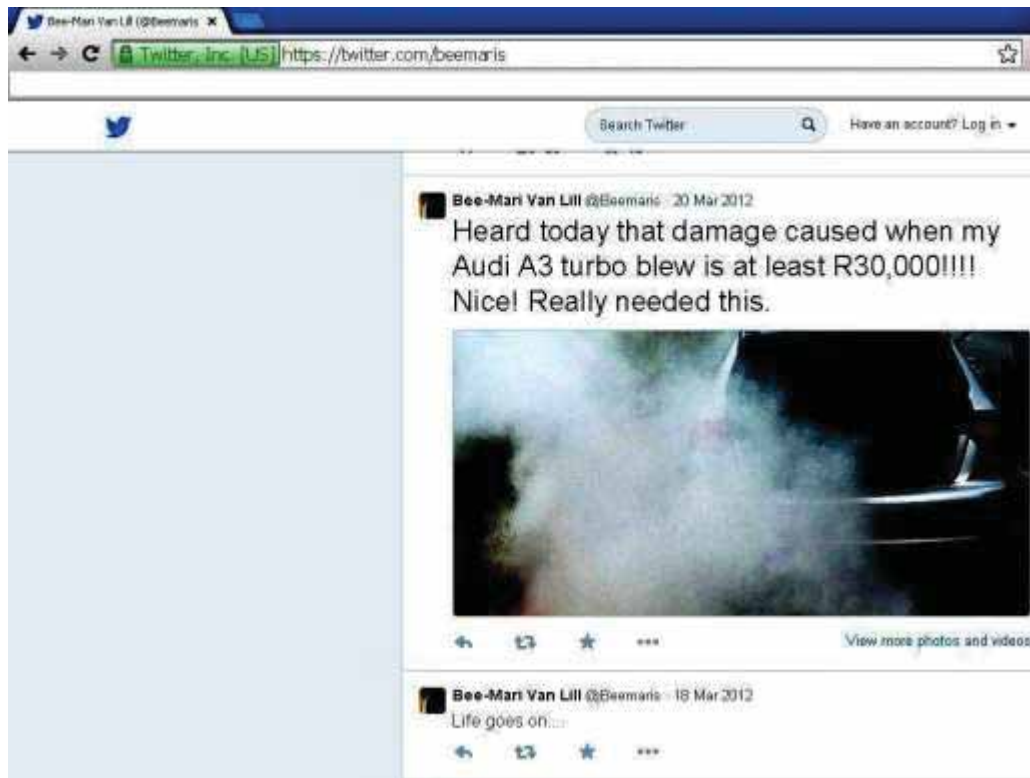 Bee-Mari Van Lill (@Beemaris
Twitter, Inc. [US] https://twitter.com/beemaris
Search Twitter
Have an account? Log in
Bee-Mari Van Lill @Beemaris · 20 Mar 2012
Heard today that damage caused when my
Audi A3 turbo blew is at least R30,000!!!!
Nice! Really needed this.
View more photos and videos
Bee-Mari Van Lill @Beemaris · 18 Mar 2012
Life goes on....